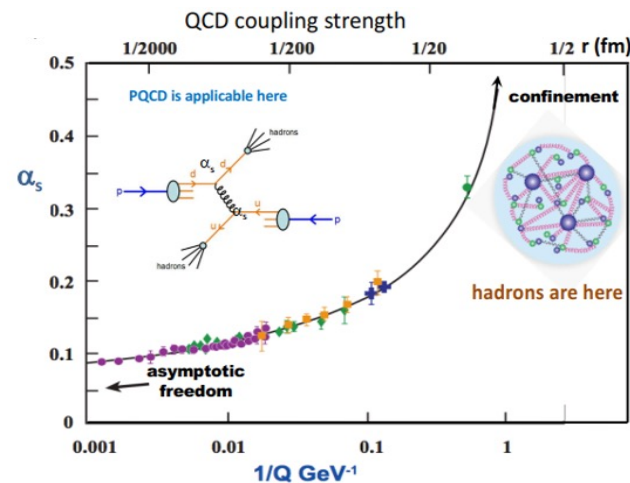 QCD coupling strength
1/2000 1/200 1/20 1/2 r (fm)
0.5
PQCD is applicable here
confinement
hadrons
0.4
αs
d
d
αs
p
0.3
αs
u
p
u
hadrons
hadrons are here
0.2
0.1
asymptotic
freedom
0
0.001 0.01 0.1 1
1/Q GeV⁻¹